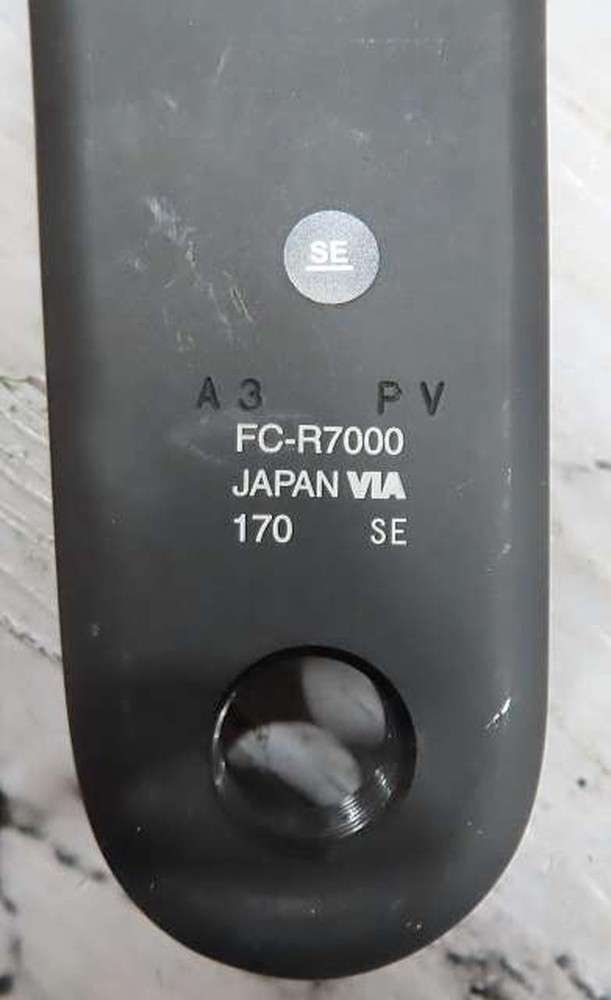 SE
A3 PV
FC-R7000
JAPAN VIA
170 SE